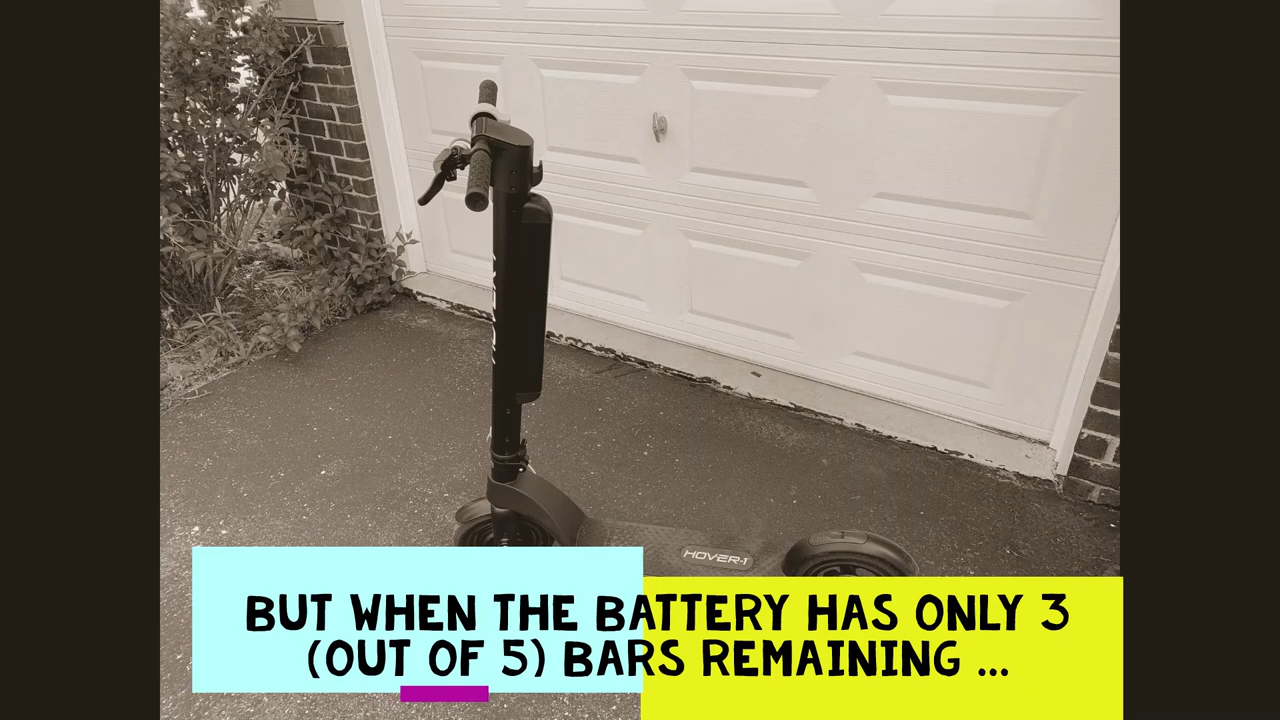 HOVER-1
BUT WHEN THE BATTERY HAS ONLY 3
(OUT OF 5) BARS REMAINING ...